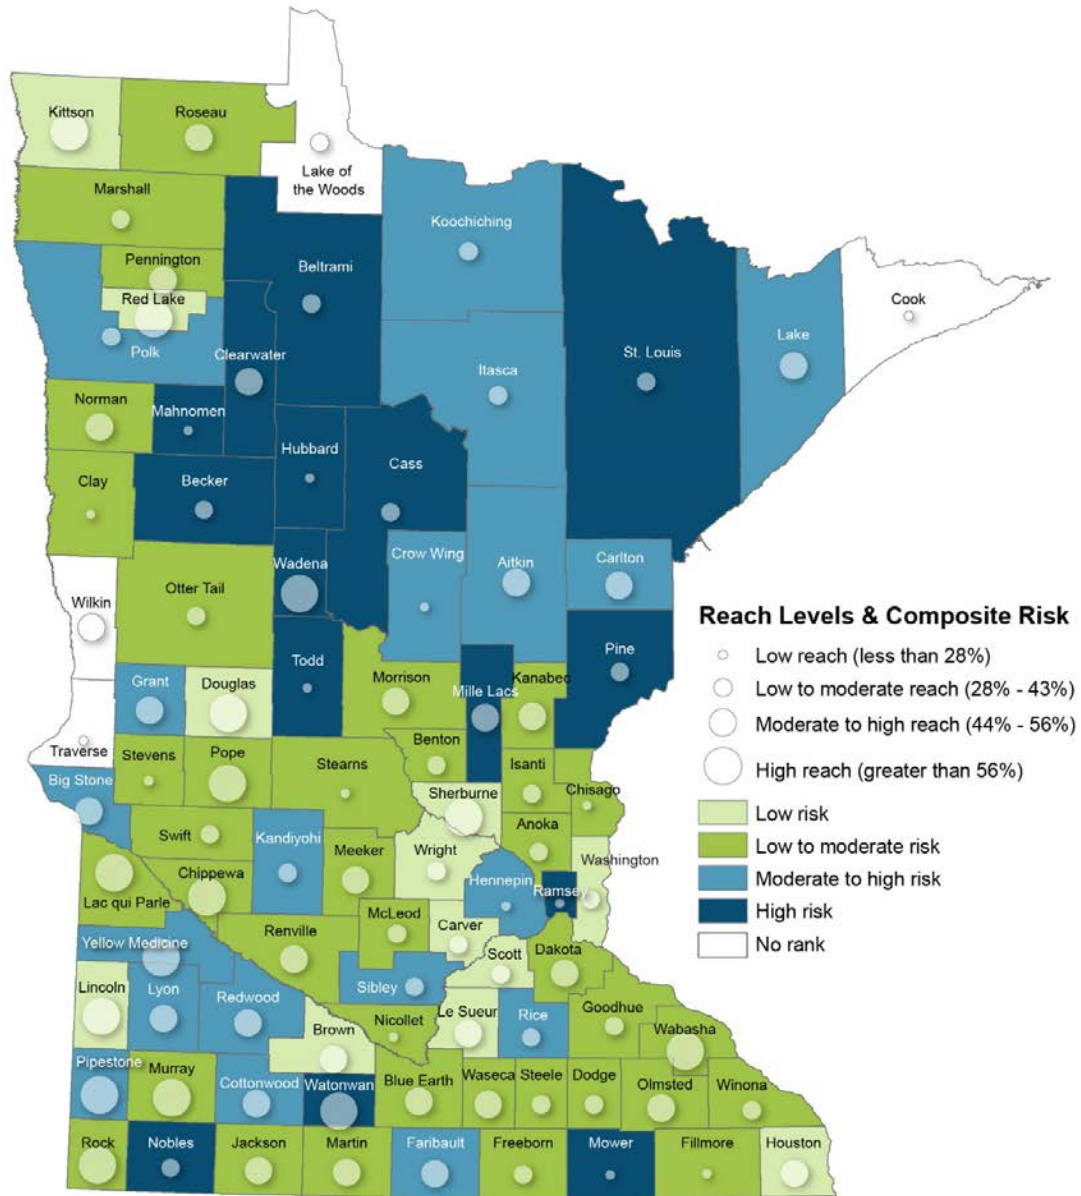 Kittson
Roseau
Lake of
the Woods
Marshall
Koochiching
Pennington
Beltrami
Red Lake
Cook
Polk
Clearwater
St. Louis
Lake
Itasca
Norman
Mahnomen
Hubbard
Cass
Clay
Becker
Crow Wing
Aitkin
Carlton
Wadena
Otter Tail
Wilkin
Todd
Pine
Grant
Douglas
Morrison
Mille Lacs
Kanabec
Traverse
Stevens
Pope
Benton
Stearns
Isanti
Big Stone
Sherburne
Chisago
Swift
Kandiyohi
Meeker
Wright
Anoka
Washington
Chippewa
Hennepin
Ramsey
Lac qui Parle
McLeod
Carver
Renville
Yellow Medicine
Scott
Dakota
Lincoln
Lyon
Redwood
Sibley
Goodhue
Brown
Nicollet
Le Sueur
Rice
Wabasha
Pipestone
Murray
Cottonwood
Watonwan
Blue Earth
Waseca
Steele
Dodge
Olmsted
Winona
Rock
Nobles
Jackson
Martin
Faribault
Freeborn
Mower
Fillmore
Houston
Reach Levels & Composite Risk
Low reach (less than 28%)
Low to moderate reach (28% - 43%)
Moderate to high reach (44% - 56%)
High reach (greater than 56%)
Low risk
Low to moderate risk
Moderate to high risk
High risk
No rank